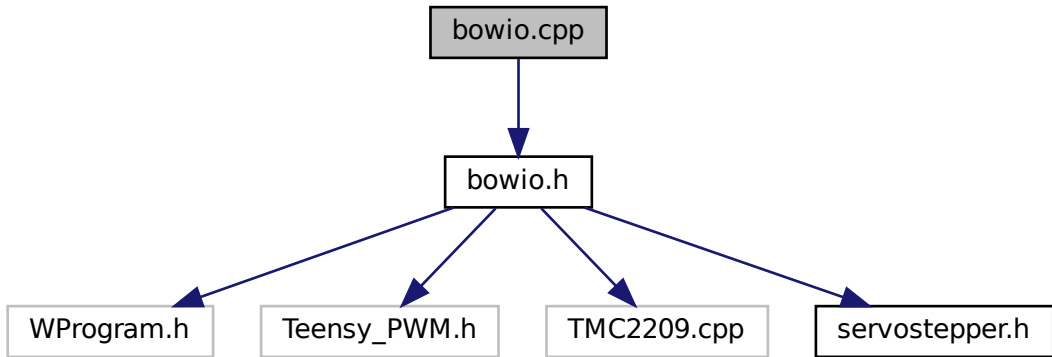 bowio.cpp
bowio.h
WProgram.h
Teensy_PWM.h
TMC2209.cpp
servostepper.h